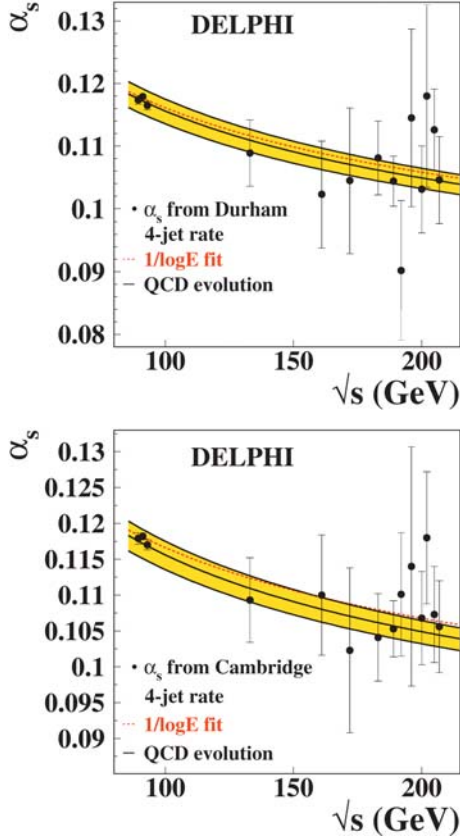 α_s
0.13
DELPHI
0.12
0.11
0.1
α_s from Durham
4-jet rate
1/logE fit
0.09
QCD evolution
0.08
100 150 200
√s (GeV)
α_s
0.13
DELPHI
0.125
0.12
0.115
0.11
0.105
0.1
α_s from Cambridge
0.095
4-jet rate
1/logE fit
0.09
QCD evolution
100 150 200
√s (GeV)